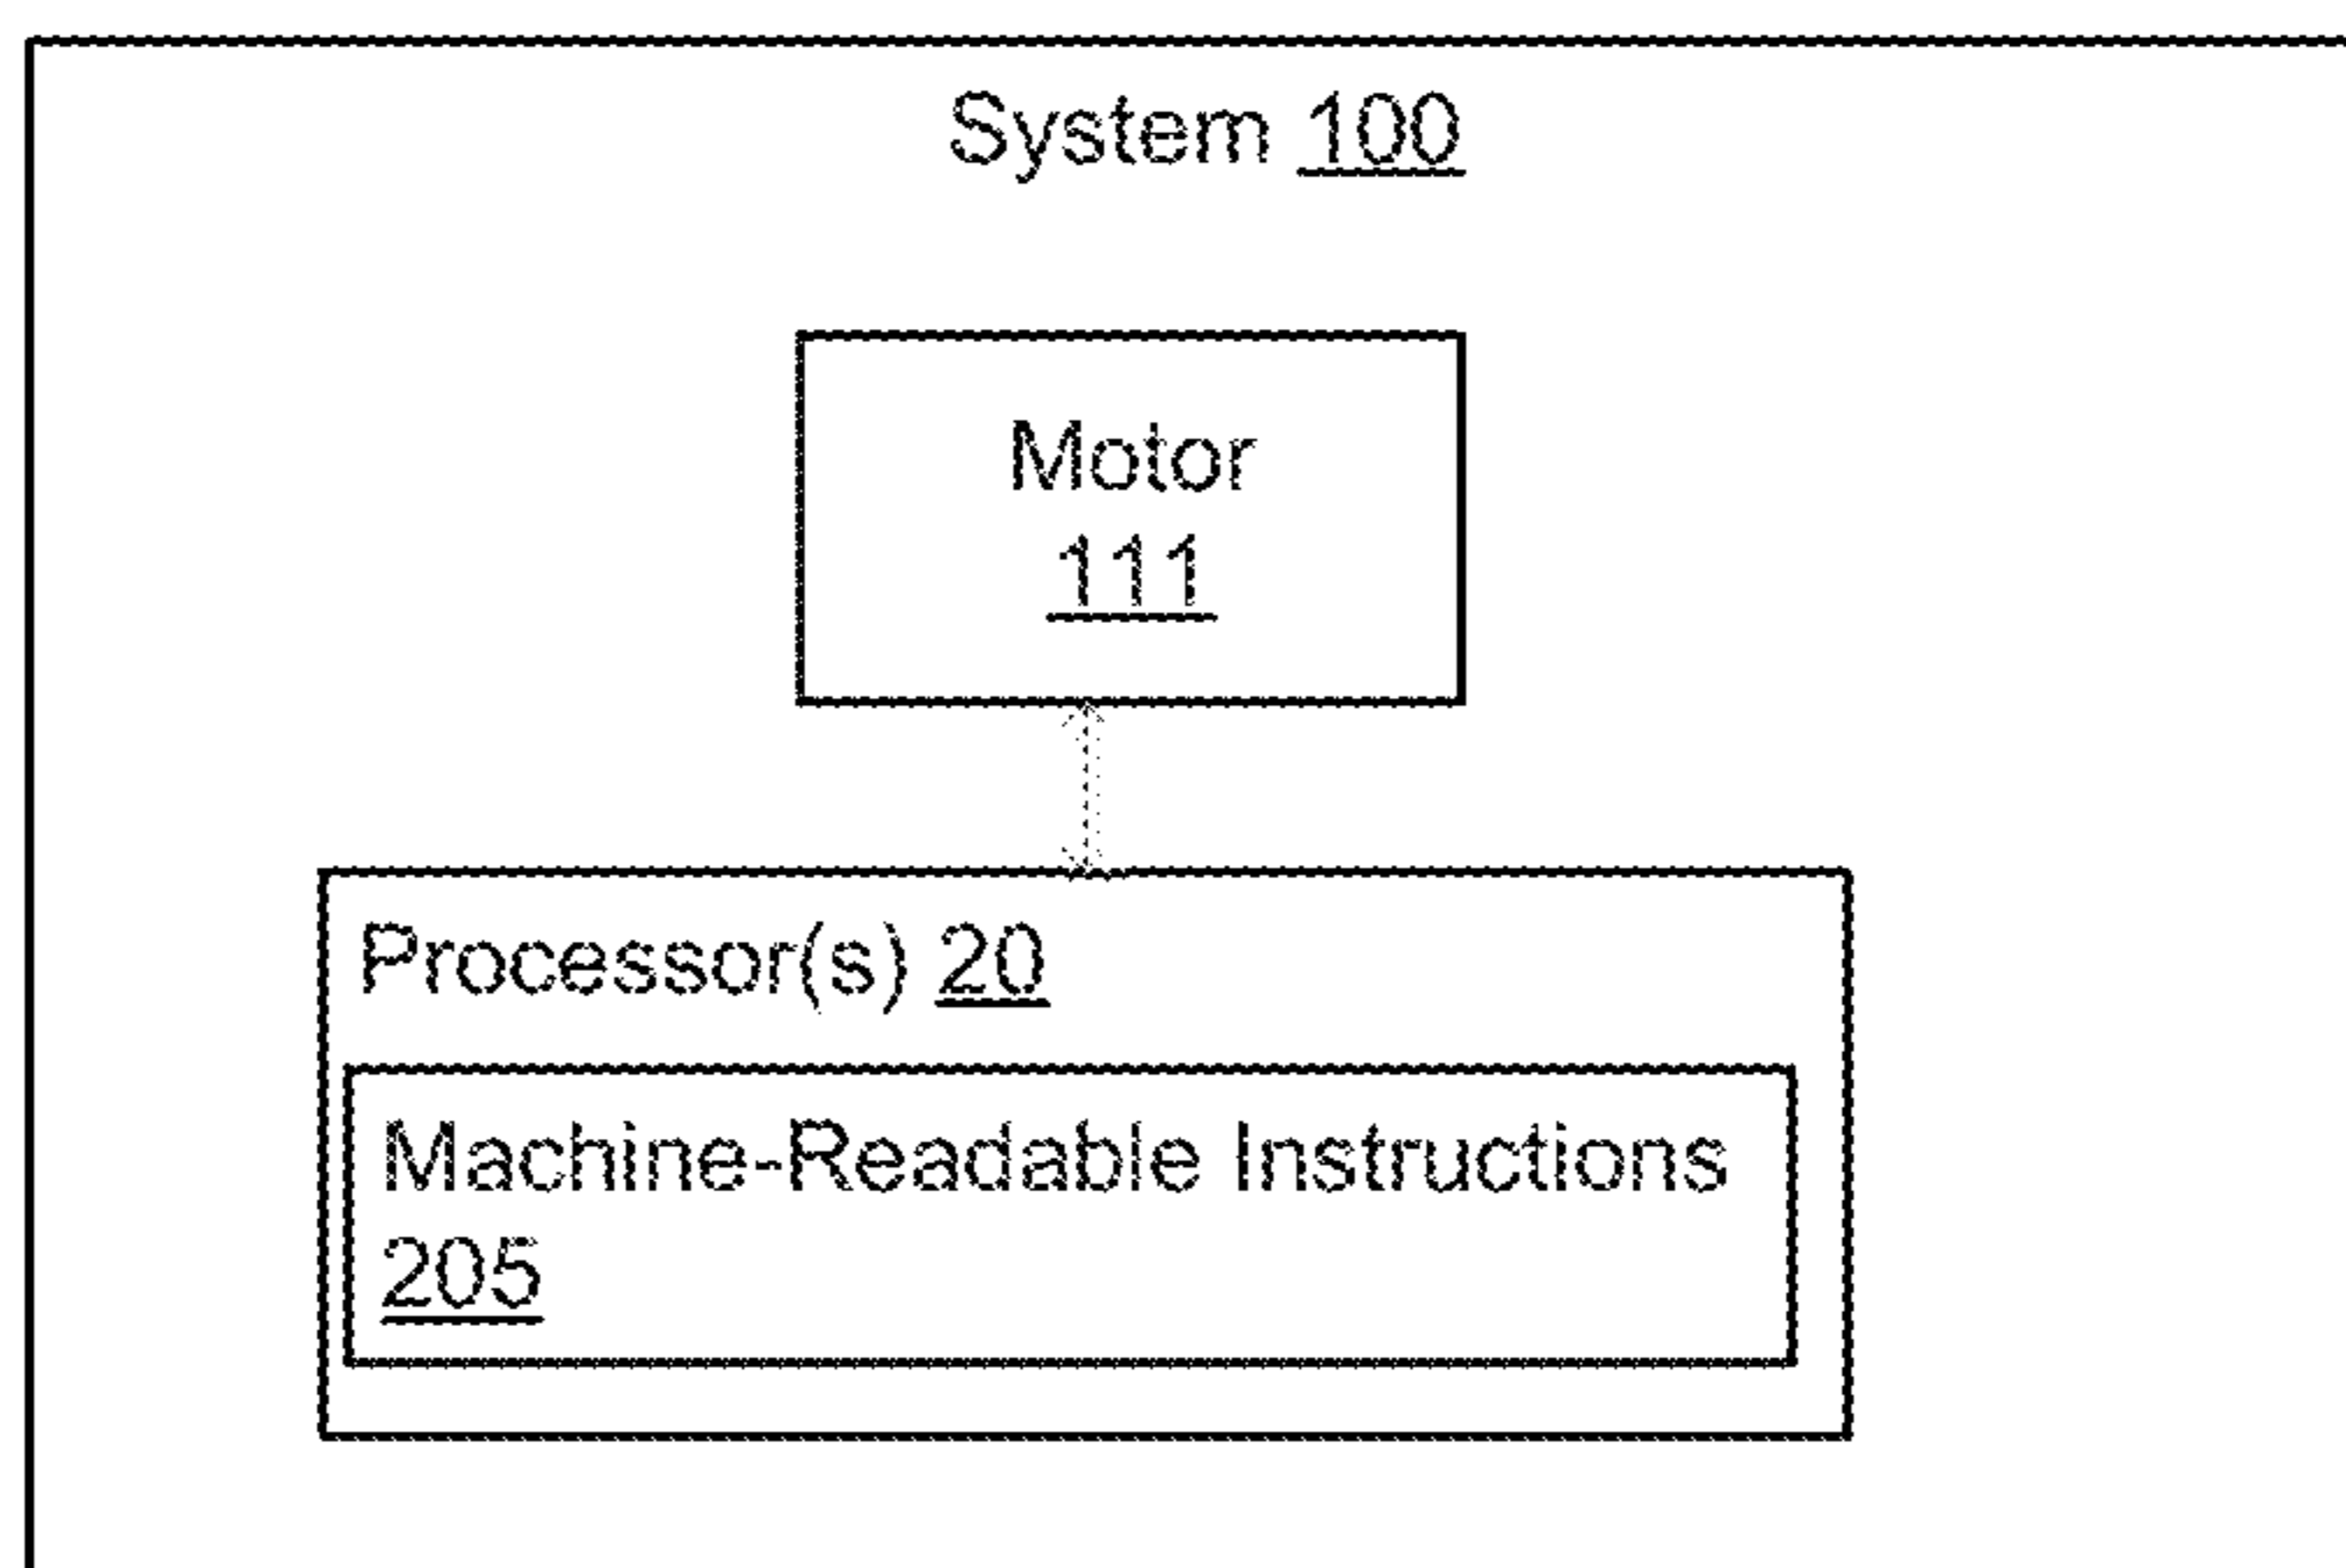 System 100
Motor
111
Processor(s) 20
Machine-Readable Instructions
205